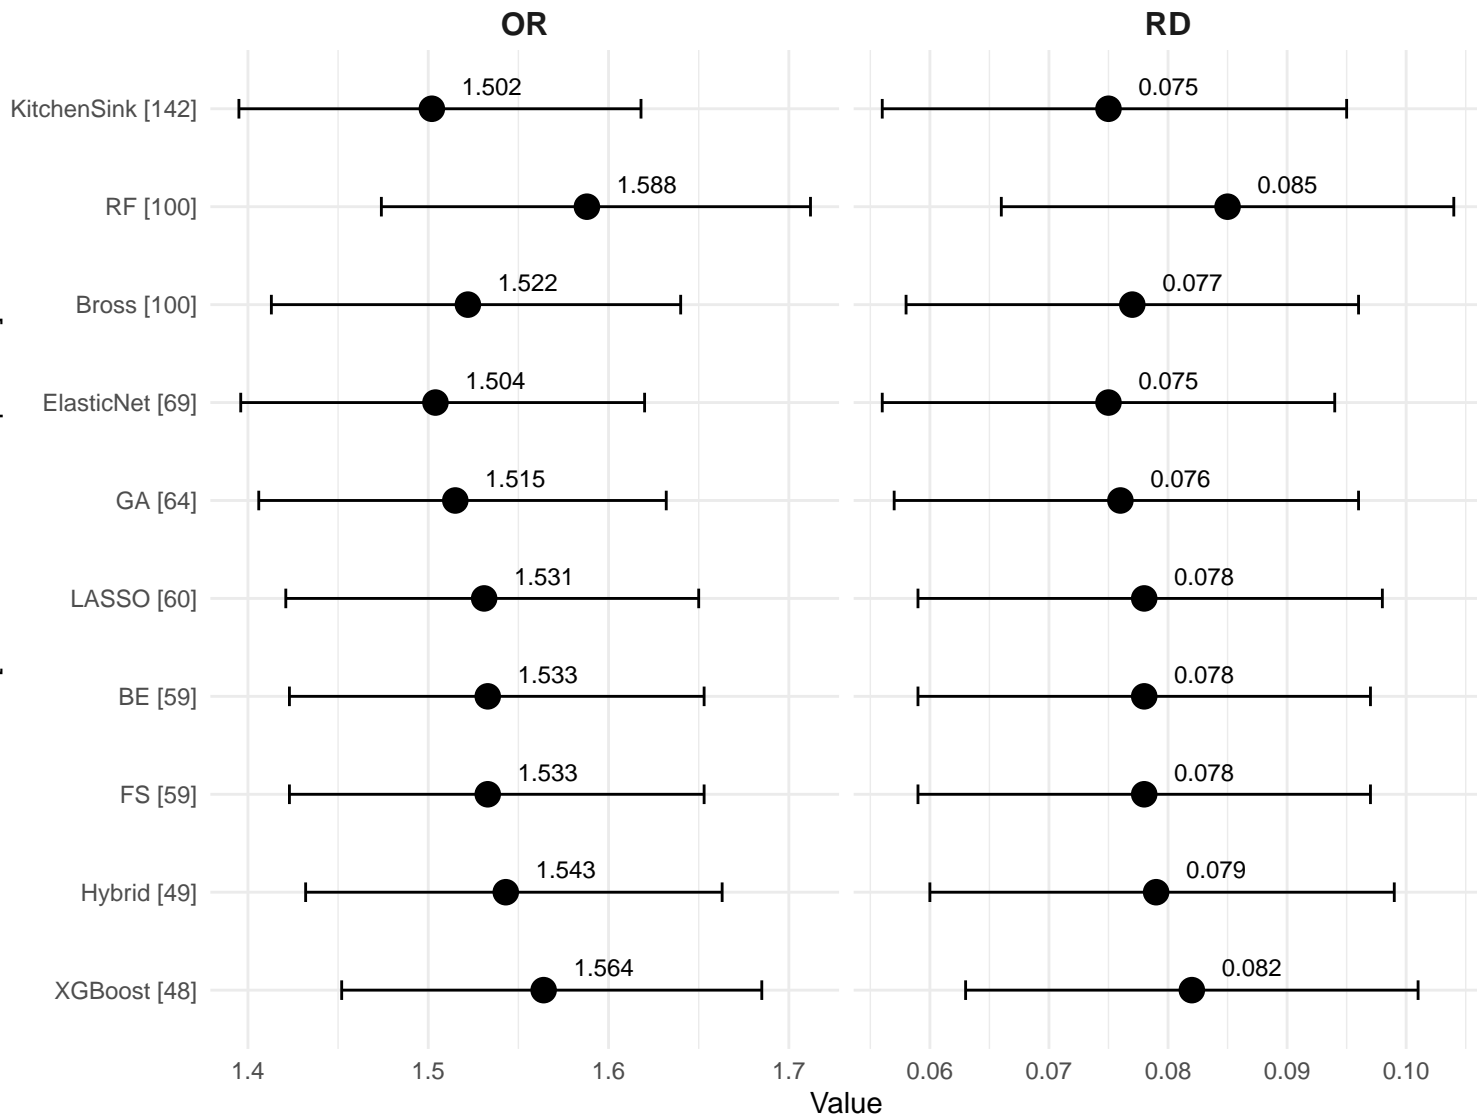 OR RD
KitchenSink [142] 1.502 0.075
RF [100] 1.588 0.085
Bross [100] 1.522 0.077
ElasticNet [69] 1.504 0.075
GA [64] 1.515 0.076
LASSO [60] 1.531 0.078
BE [59] 1.533 0.078
FS [59] 1.533 0.078
Hybrid [49] 1.543 0.079
XGBoost [48] 1.564 0.082
1.4 1.5 1.6 1.7 0.06 0.07 0.08 0.09 0.10
Value